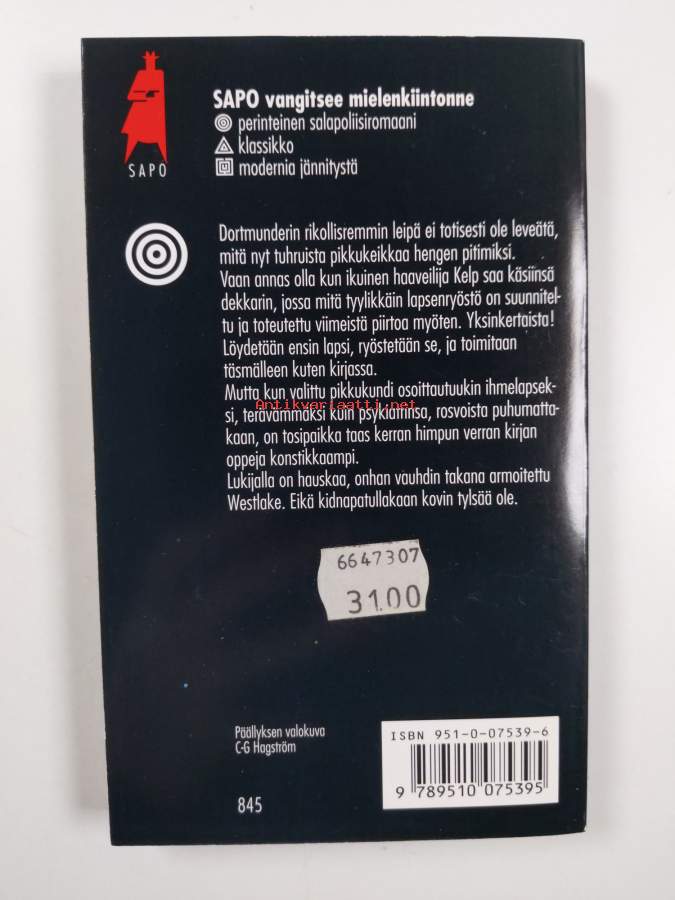 SAPO
SAPO vangitsee mielenkiintonne
perinteinen salapoliisiromaani
klassikko
modernia jännitystä
Dortmunderin rikollisremmin leipä ei totisesti ole leveätä,
mitä nyt tuhruista pikkukeikkaa hengen pitimiksi.
Vaan annas olla kun ikuinen haaveilija Kelp saa käsiinsä
dekkarin, jossa mitä tyylikkäin lapsenryöstö on suunnitel-
tu ja toteutettu viimeistä piirtoa myöten. Yksinkertaista!
Löydetään ensin lapsi, ryöstetään se, ja toimitaan
täsmälleen kuten kirjassa.
Mutta kun valittu pikkukundi osoittautuukin ihmelapsek-
Antikvariaatti.net
si, terävämmäksi kuin psykiatrinsa, rosvoista puhumatta-
kaan, on tosipaikka taas kerran himpun verran kirjan
oppeja konstikkaampi.
Lukijalla on hauskaa, onhan vauhdin takana armoitettu
Westlake. Eikä kidnapatullakaan kovin tylsää ole.
6647307
31.00
Päällyksen valokuva
C-G Hagström
845
ISBN 951-0-07539-6
9 789510 075395